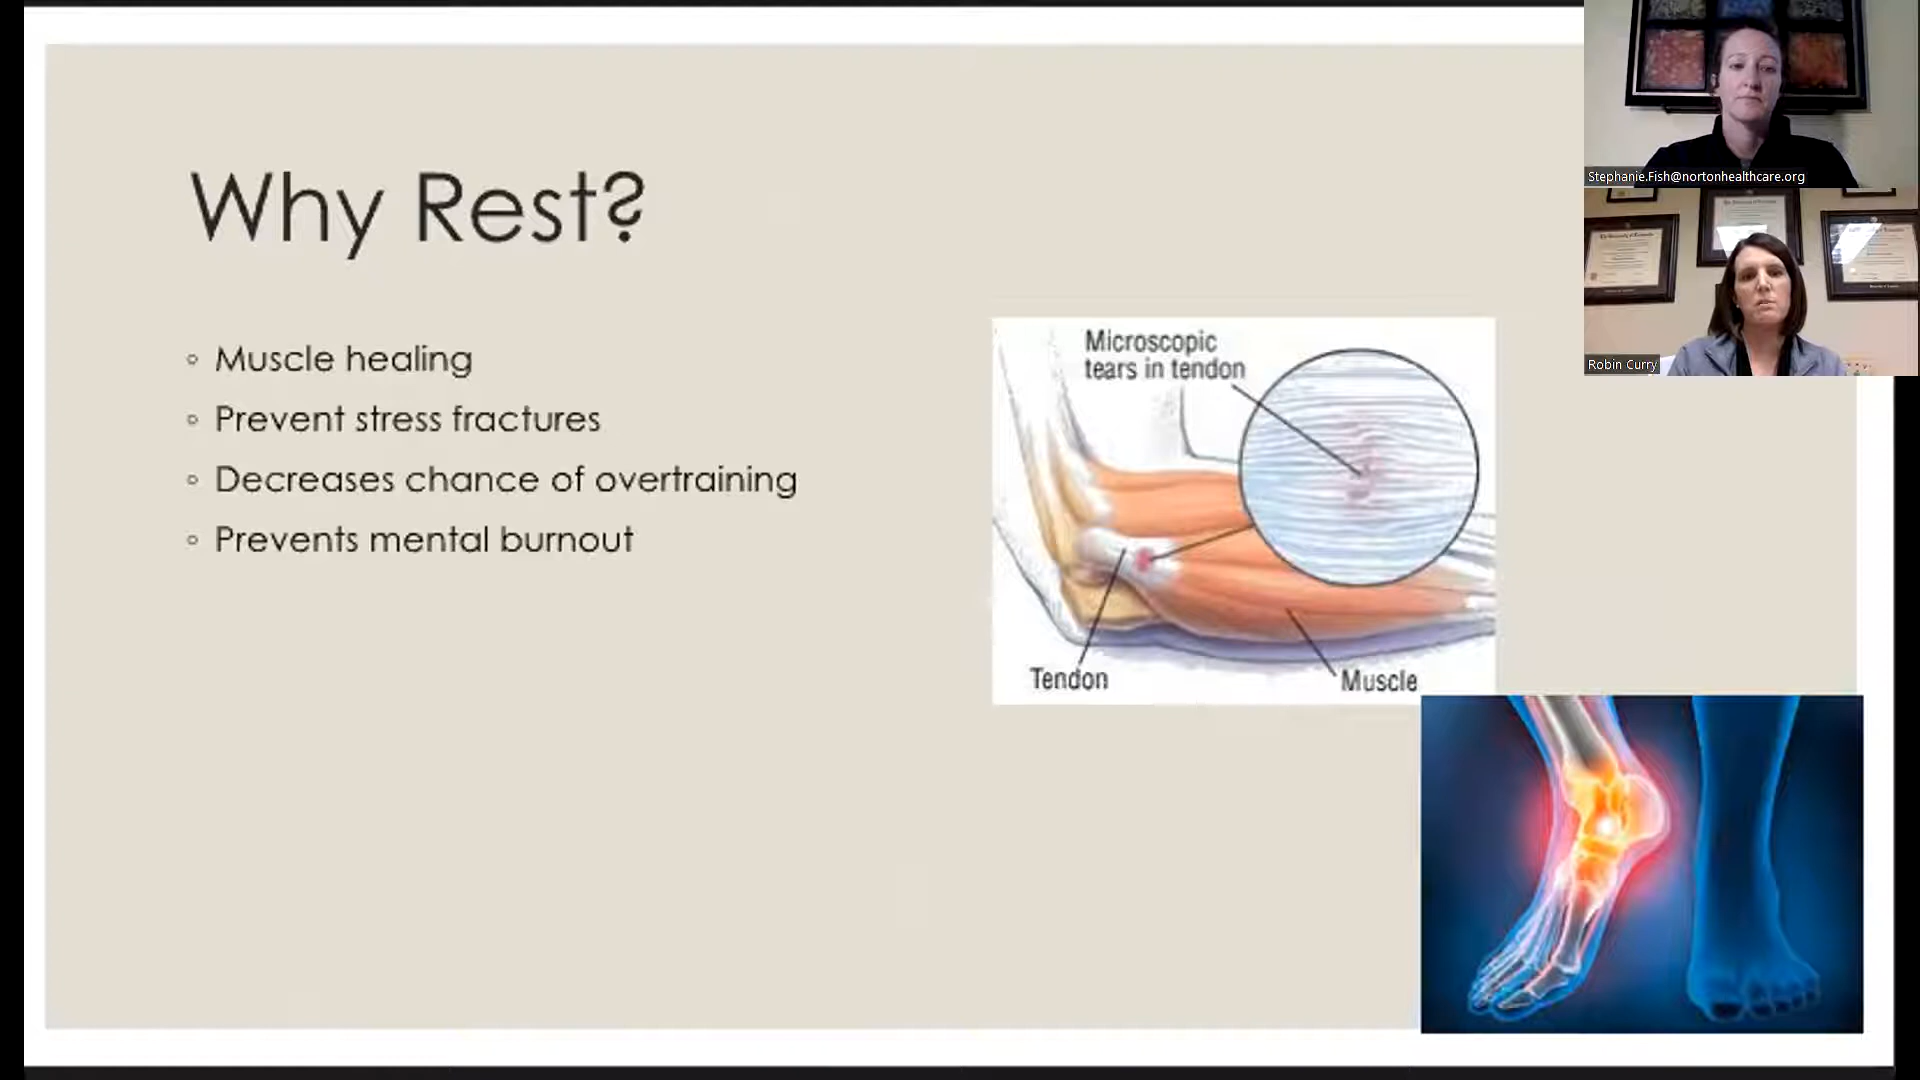 Why Rest?
Muscle healing
Prevent stress fractures
Decreases chance of overtraining
Prevents mental burnout
Microscopic
tears in tendon
Tendon
Muscle
Stephanie.Fish@nortonhealthcare.org
Robin Curry